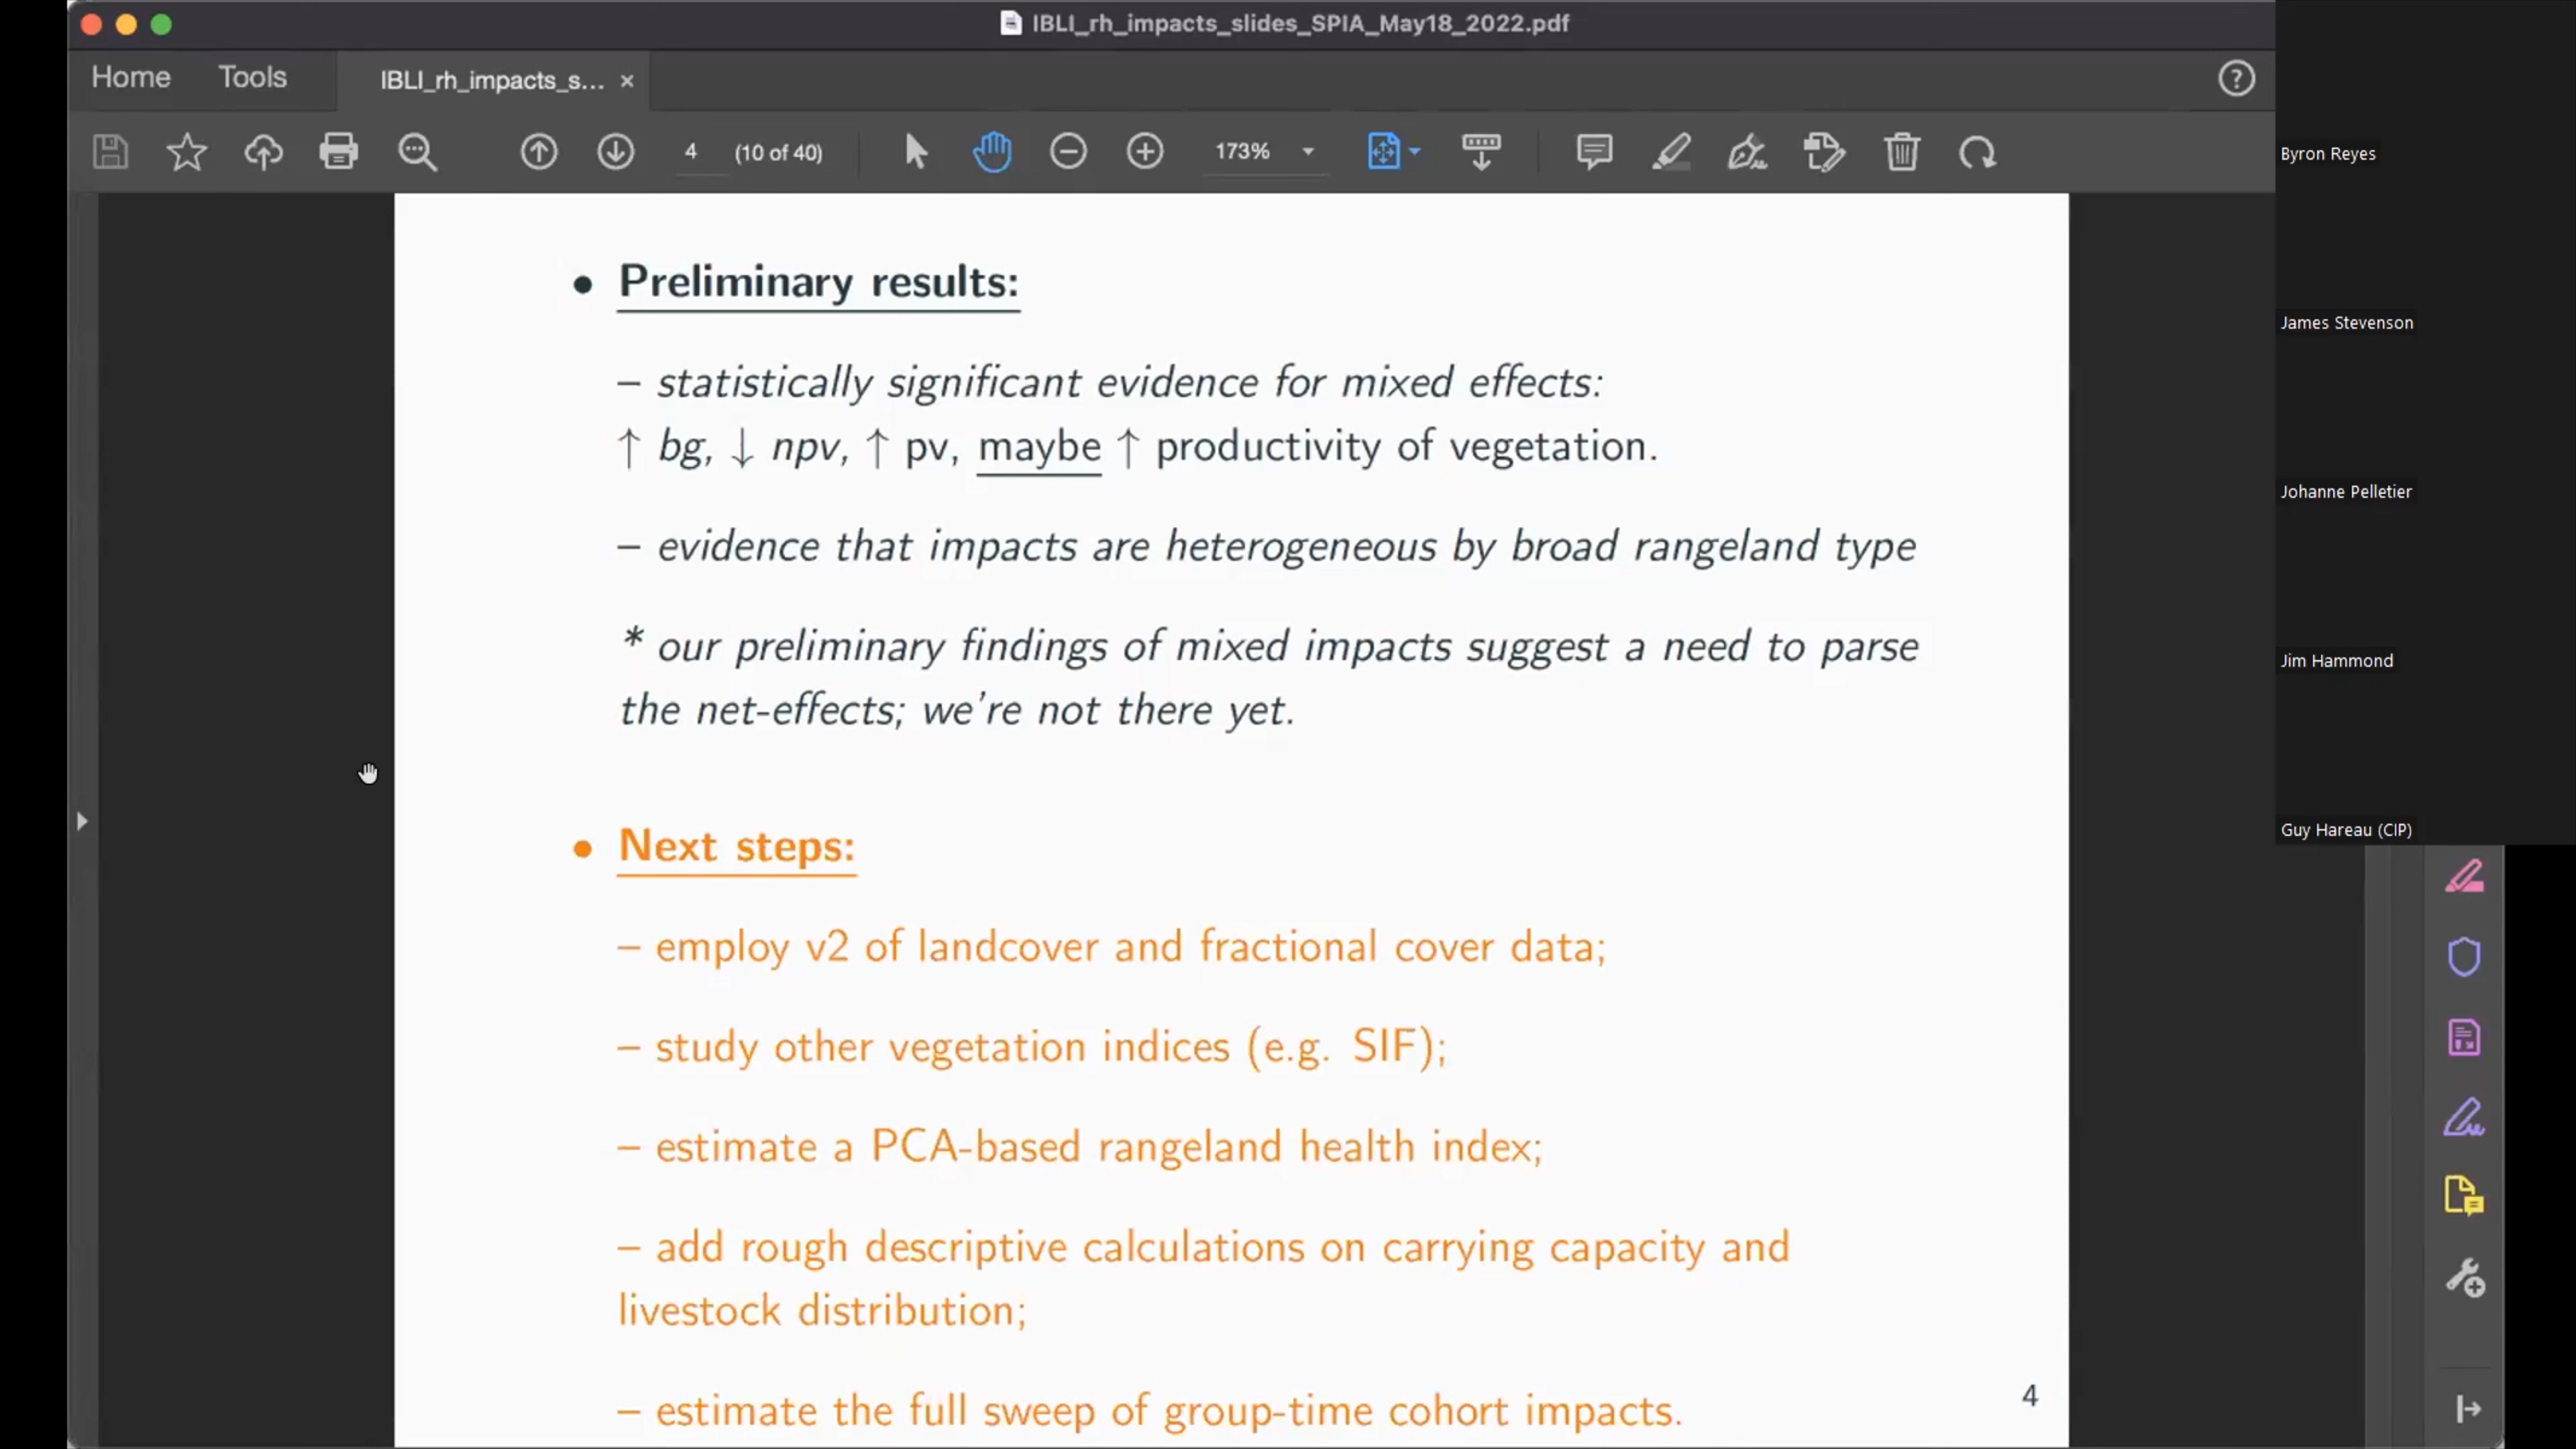 IBLI_rh_impacts_slides_SPIA_May18_2022.pdf
Home Tools IBLI_rh_impacts_s... ×
4 (10 of 40) 173%
• Preliminary results:
– statistically significant evidence for mixed effects:
↑ bg, ↓ npv, ↑ pv, maybe ↑ productivity of vegetation.
– evidence that impacts are heterogeneous by broad rangeland type
* our preliminary findings of mixed impacts suggest a need to parse
the net-effects; we're not there yet.
• Next steps:
– employ v2 of landcover and fractional cover data;
– study other vegetation indices (e.g. SIF);
– estimate a PCA-based rangeland health index;
– add rough descriptive calculations on carrying capacity and
livestock distribution;
– estimate the full sweep of group-time cohort impacts.
4
Byron Reyes
James Stevenson
Johanne Pelletier
Jim Hammond
Guy Hareau (CIP)